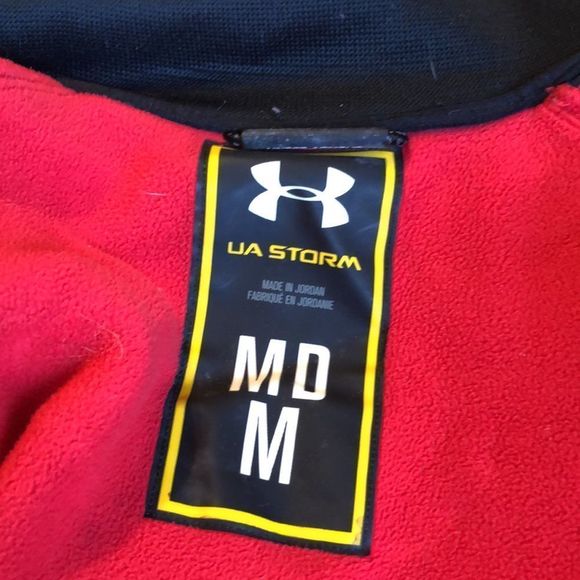 UA STORM
MADE IN JORDAN
FABRIQUÉ EN JORDANIE
MD
M